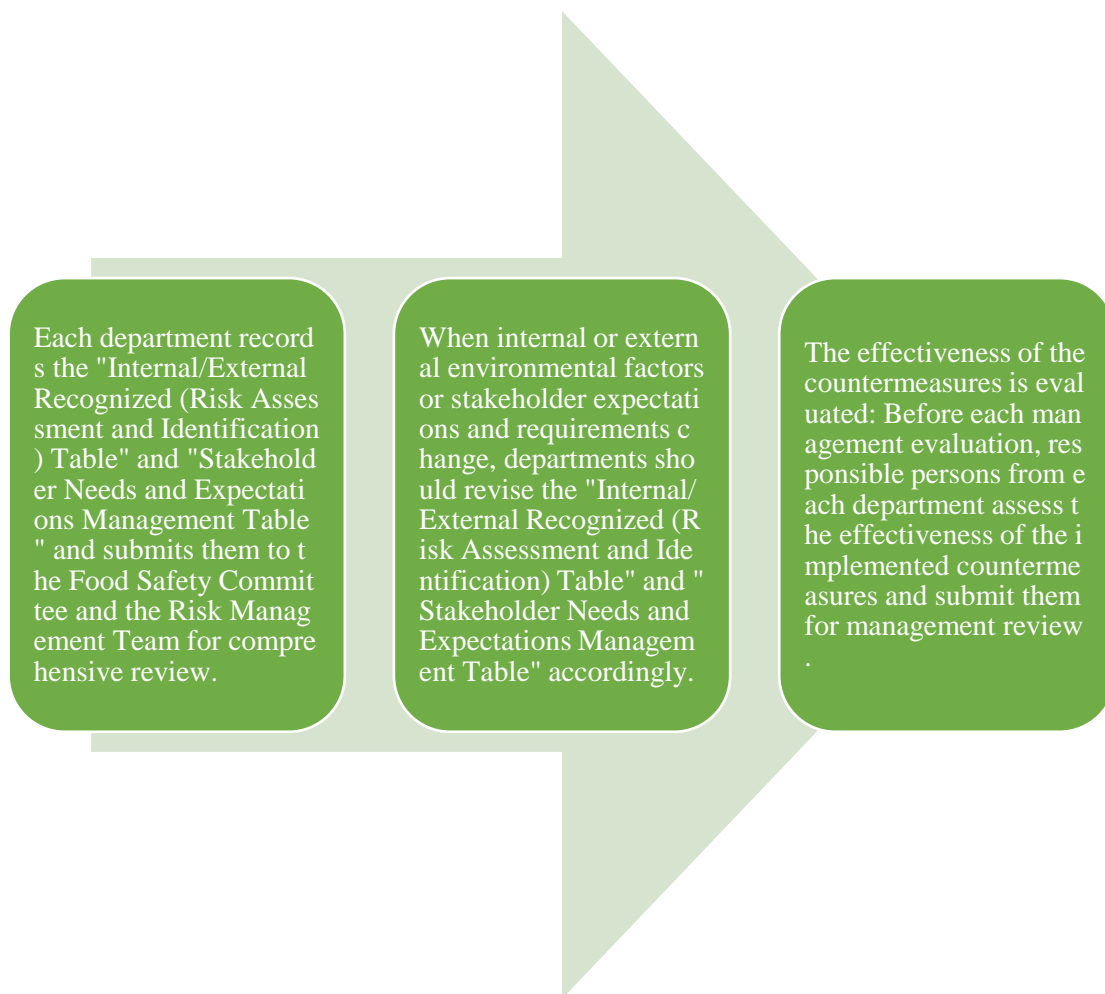 Each department record
s the "Internal/External
Recognized (Risk Asses
sment and Identification
) Table" and "Stakehold
er Needs and Expectati
ons Management Table
" and submits them to t
he Food Safety Committ
tee and the Risk Manag
ement Team for compre
hensive review.
When internal or extern
al environmental factors
or stakeholder expectati
ons and requirements c
hange, departments sho
uld revise the "Internal/
External Recognized (R
isk Assessment and Ide
ntification) Table" and "
Stakeholder Needs and
Expectations Managem
ent Table" accordingly.
The effectiveness of the
countermeasures is eval
uated: Before each man
agement evaluation, res
ponsible persons from e
ach department assess t
he effectiveness of the i
mplemented counterme
asures and submit them
for management review
.